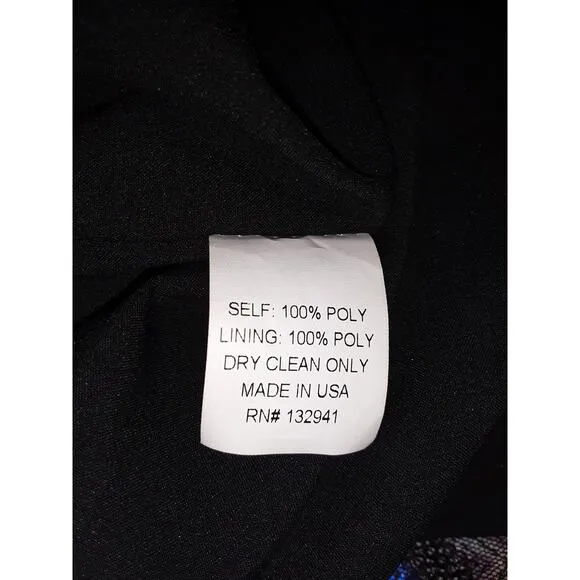 SELF: 100% POLY
LINING: 100% POLY
DRY CLEAN ONLY
MADE IN USA
RN# 132941